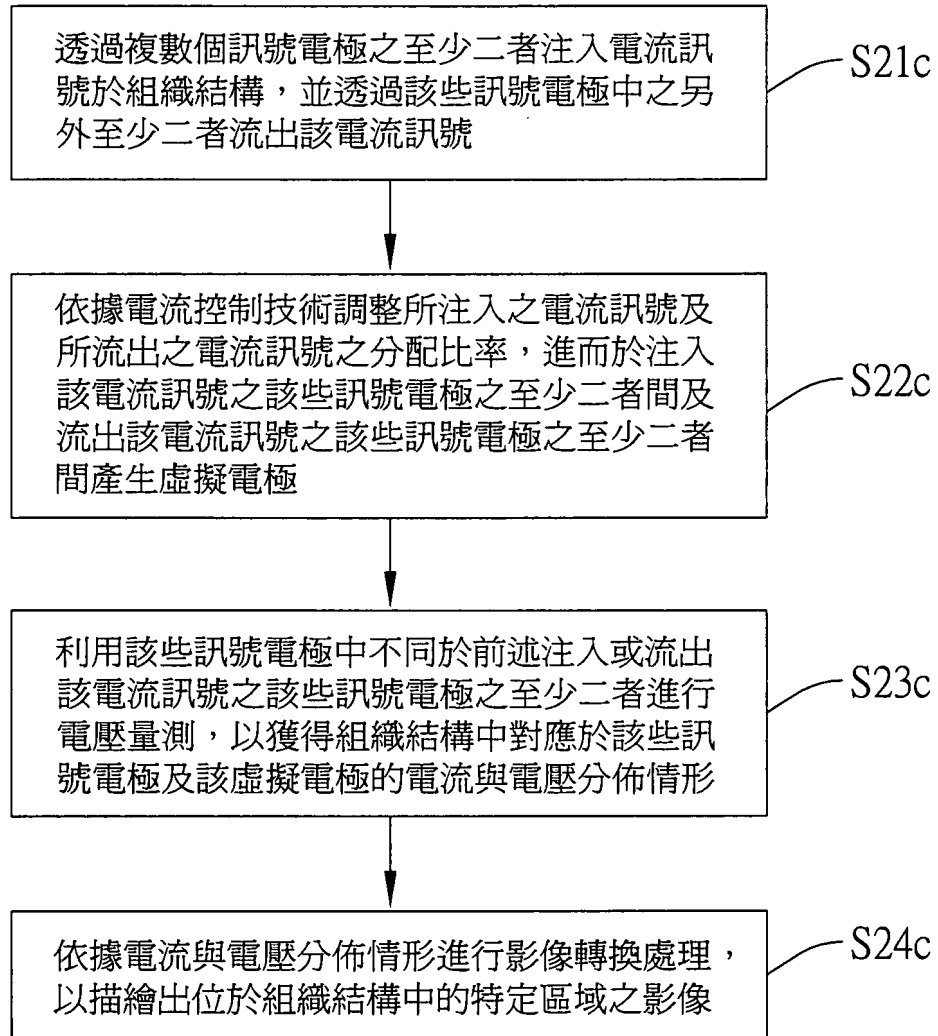 透過複數個訊號電極之至少二者注入電流訊
號於組織結構，並透過該些訊號電極中之另
外至少二者流出該電流訊號
S21c
依據電流控制技術調整所注入之電流訊號及
所流出之電流訊號之分配比率，進而於注入
該電流訊號之該些訊號電極之至少二者間及
流出該電流訊號之該些訊號電極之至少二者
間產生虛擬電極
S22c
利用該些訊號電極中不同於前述注入或流出
該電流訊號之該些訊號電極之至少二者進行
電壓量測，以獲得組織結構中對應於該些訊
號電極及該虛擬電極的電流與電壓分佈情形
S23c
依據電流與電壓分佈情形進行影像轉換處理，
以描繪出位於組織結構中的特定區域之影像
S24c